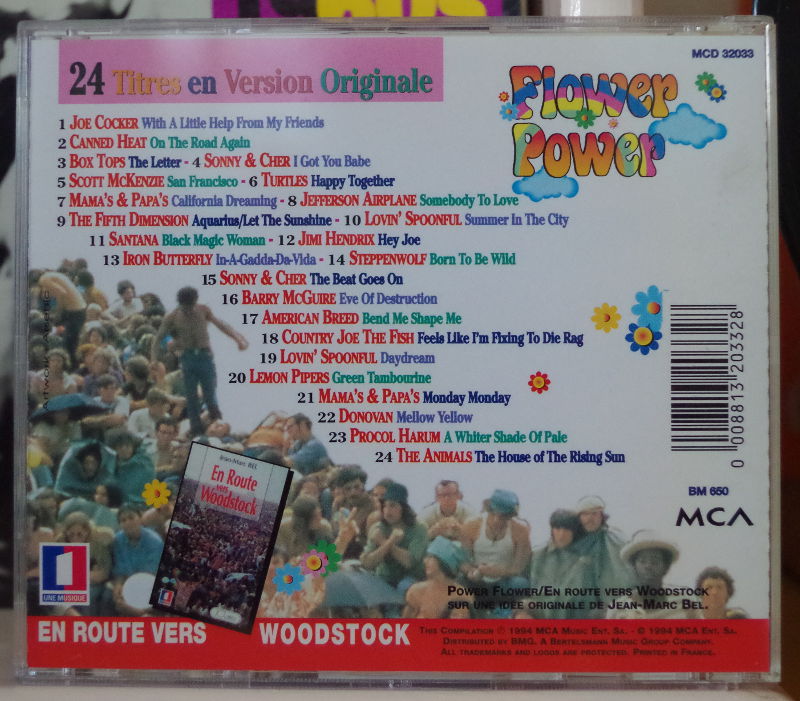 MCD 32033
24 Titres en Version Originale
Flower
Power
1 JOE COCKER With A Little Help From My Friends
2 CANNED HEAT On The Road Again
3 BOX TOPS The Letter - 4 SONNY & CHER I Got You Babe
5 SCOTT MCKENZIE San Francisco - 6 TURTLES Happy Together
7 MAMA'S & PAPA'S California Dreaming - 8 JEFFERSON AIRPLANE Somebody To Love
9 THE FIFTH DIMENSION Aquarius/Let The Sunshine - 10 LOVIN' SPOONFUL Summer In The City
11 SANTANA Black Magic Woman - 12 JIMI HENDRIX Hey Joe
13 IRON BUTTERFLY In-A-Gadda-Da-Vida - 14 STEPPENWOLF Born To Be Wild
15 SONNY & CHER The Beat Goes On
16 BARRY MCGUIRE Eve Of Destruction
17 AMERICAN BREED Bend Me Shape Me
18 COUNTRY JOE THE FISH Feels Like I'm Fixing To Die Rag
19 LOVIN' SPOONFUL Daydream
20 LEMON PIPERS Green Tambourine
21 MAMA'S & PAPA'S Monday Monday
22 DONOVAN Mellow Yellow
23 PROCOL HARUM A Whiter Shade Of Pale
24 THE ANIMALS The House of The Rising Sun
0 008813 203328
BM 650
MCA
Jean-Marc BEL
En Route
vers
Woodstock
1
UNE MUSIQUE
POWER FLOWER/EN ROUTE VERS WOODSTOCK
SUR UNE IDÉE ORIGINALE DE JEAN-MARC BEL.
EN ROUTE VERS WOODSTOCK
THIS COMPILATION ℗ 1994 MCA MUSIC ENT. SA. - © 1994 MCA ENT. SA.
DISTRIBUTED BY BMG. A BERTELSMANN MUSIC GROUP COMPANY.
ALL TRADEMARKS AND LOGOS ARE PROTECTED. PRINTED IN FRANCE.